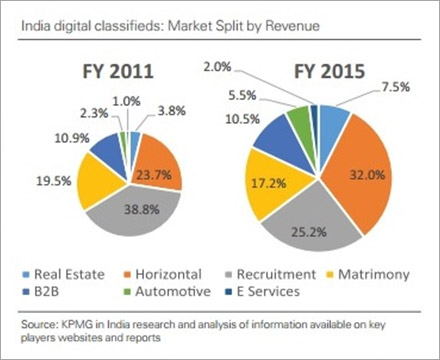 India digital classifieds: Market Split by Revenue
FY 2011
FY 2015
1.0%
2.3%
3.8%
10.9%
23.7%
19.5%
38.8%
2.0%
7.5%
5.5%
10.5%
32.0%
17.2%
25.2%
Real Estate
Horizontal
Recruitment
Matrimony
B2B
Automotive
E Services
Source: KPMG in India research and analysis of information available on key
players websites and reports